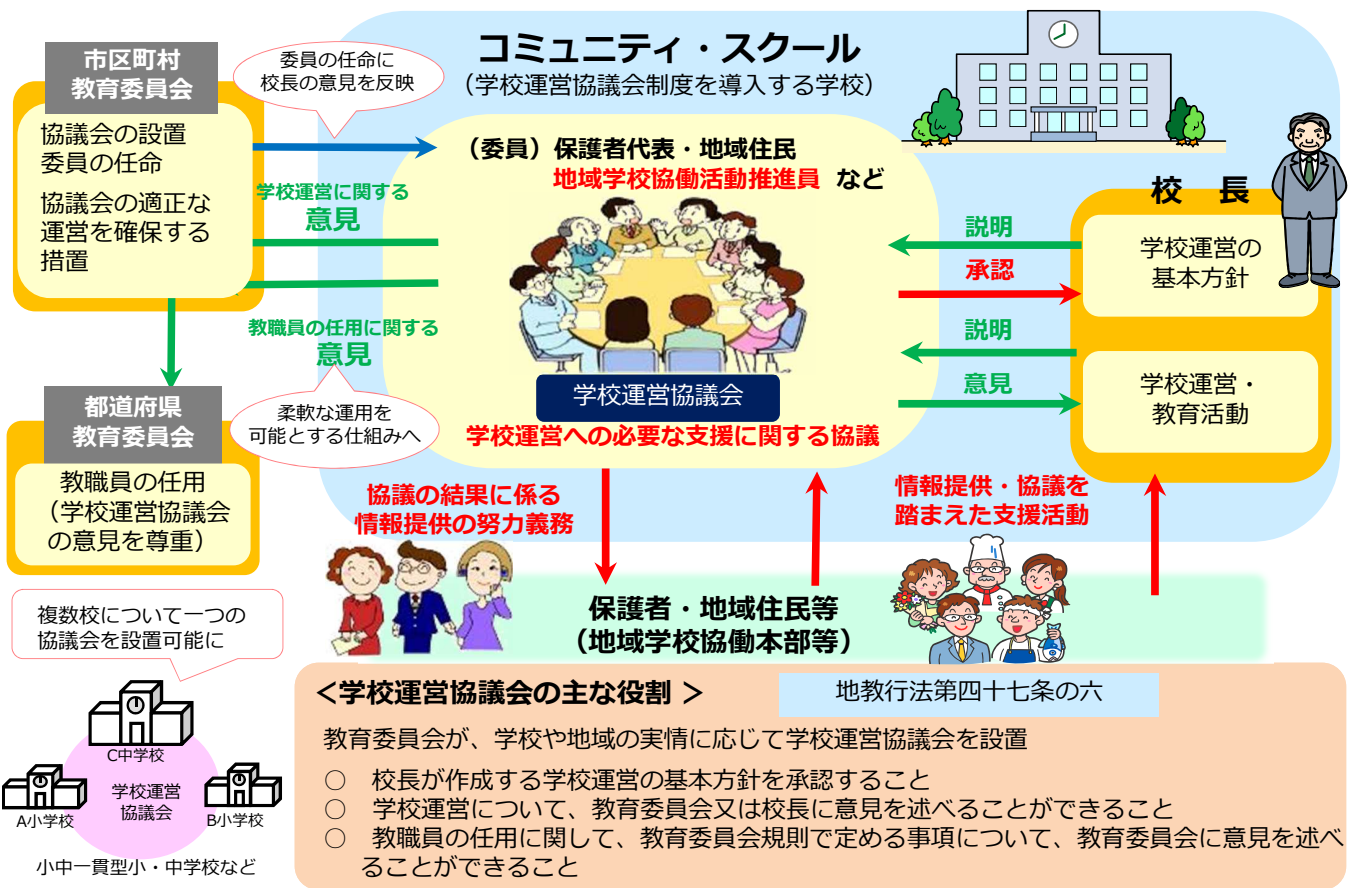 コミュニティ・スクール
（学校運営協議会制度を導入する学校）
市区町村
教育委員会
協議会の設置
委員の任命
協議会の適正な
運営を確保する
措置
委員の任命に
校長の意見を反映
学校運営に関する
意見
教職員の任用に関する
意見
柔軟な運用を
可能とする仕組みへ
都道府県
教育委員会
教職員の任用
（学校運営協議会
の意見を尊重）
（委員）保護者代表・地域住民
地域学校協働活動推進員 など
学校運営協議会
学校運営への必要な支援に関する協議
校 長
学校運営の
基本方針
学校運営・
教育活動
説明
承認
説明
意見
協議の結果に係る
情報提供の努力義務
情報提供・協議を
踏まえた支援活動
保護者・地域住民等
（地域学校協働本部等）
複数校について一つの
協議会を設置可能に
C中学校
学校運営
協議会
A小学校
B小学校
小中一貫型小・中学校など
＜学校運営協議会の主な役割 ＞
地教行法第四十七条の六
教育委員会が、学校や地域の実情に応じて学校運営協議会を設置
○ 校長が作成する学校運営の基本方針を承認すること
○ 学校運営について、教育委員会又は校長に意見を述べることができること
○ 教職員の任用に関して、教育委員会規則で定める事項について、教育委員会に意見を述べ
ることができること